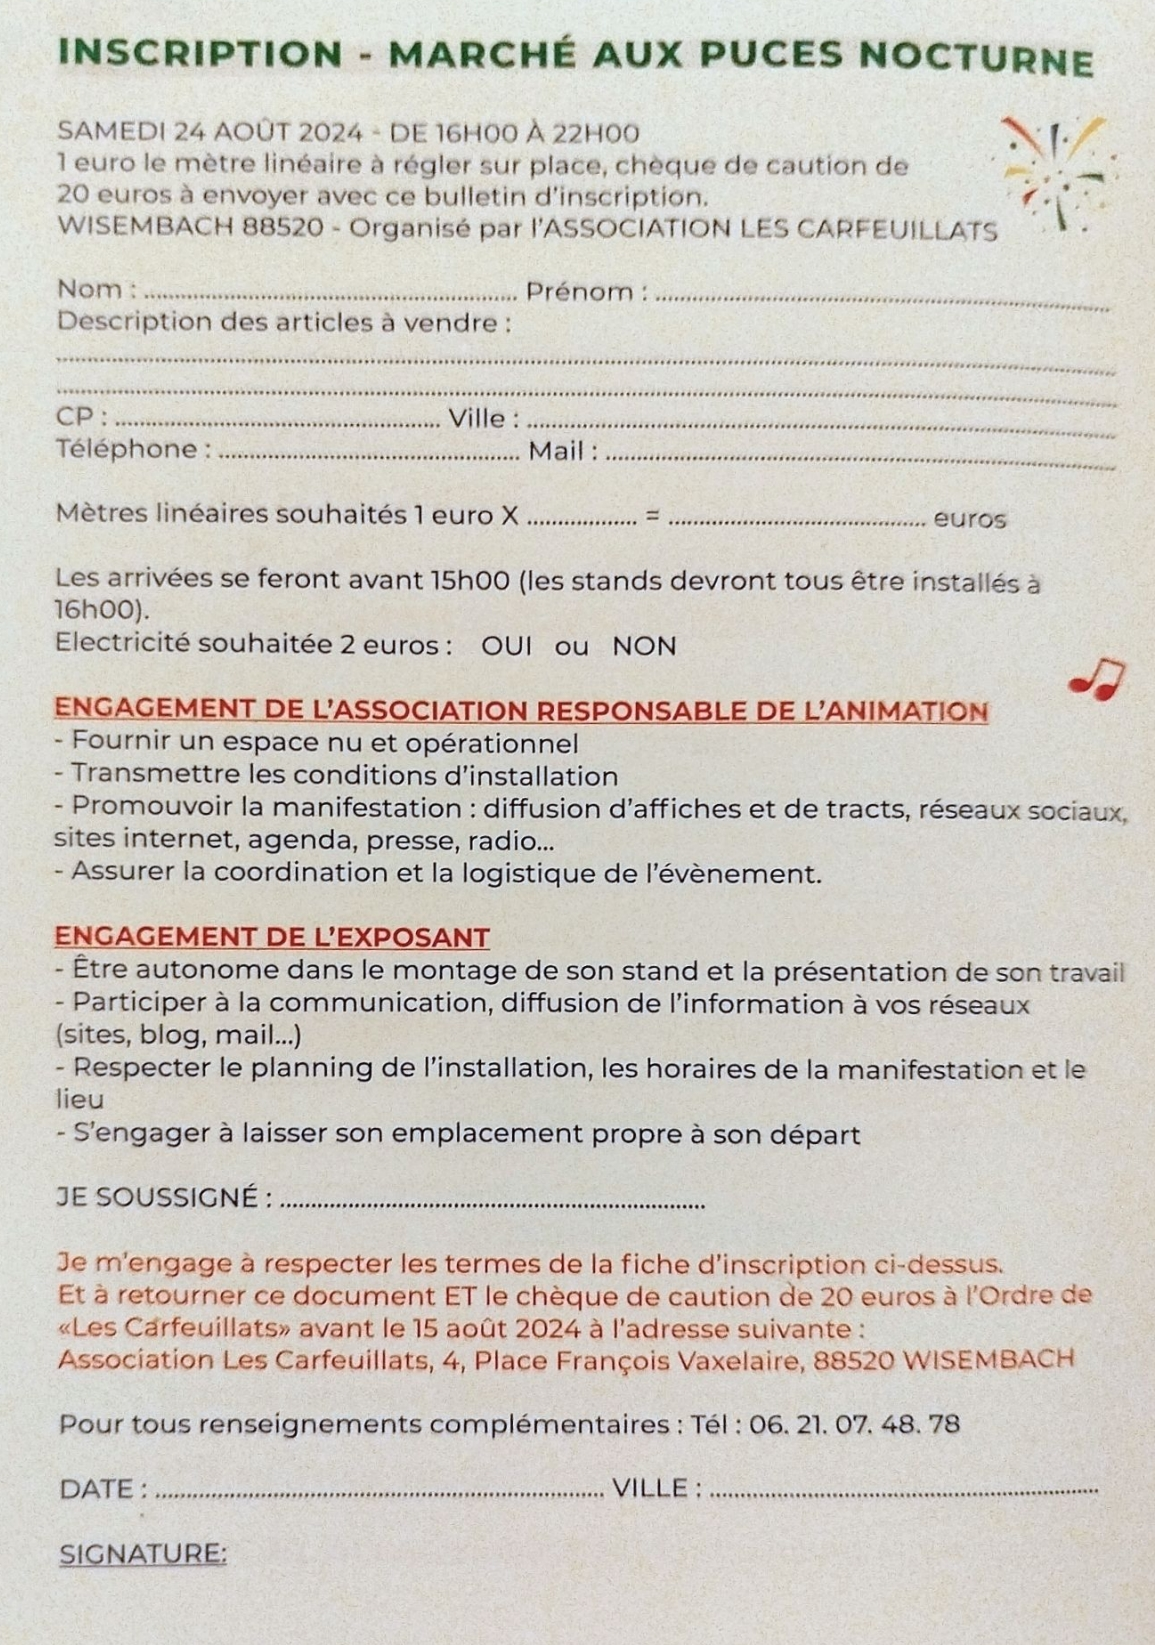 INSCRIPTION - MARCHÉ AUX PUCES NOCTURNE
SAMEDI 24 AOÛT 2024 - DE 16H00 À 22H00
1 euro le mètre linéaire à régler sur place, chèque de caution de
20 euros à envoyer avec ce bulletin d'inscription.
WISEMBACH 88520 - Organisé par l'ASSOCIATION LES CARFEUILLATS
Nom : ............................................................ Prénom : ............................................................
Description des articles à vendre :
............................................................
............................................................
CP : ............................................................ Ville : ............................................................
Téléphone : ............................................................ Mail : ............................................................
Mètres linéaires souhaités 1 euro X .................. = .......................................... euros
Les arrivées se feront avant 15h00 (les stands devront tous être installés à
16h00).
Electricité souhaitée 2 euros : OUI ou NON
ENGAGEMENT DE L'ASSOCIATION RESPONSABLE DE L'ANIMATION
- Fournir un espace nu et opérationnel
- Transmettre les conditions d'installation
- Promouvoir la manifestation : diffusion d'affiches et de tracts, réseaux sociaux,
sites internet, agenda, presse, radio...
- Assurer la coordination et la logistique de l'évènement.
ENGAGEMENT DE L'EXPOSANT
- Être autonome dans le montage de son stand et la présentation de son travail
- Participer à la communication, diffusion de l'information à vos réseaux
(sites, blog, mail...)
- Respecter le planning de l'installation, les horaires de la manifestation et le
lieu
- S'engager à laisser son emplacement propre à son départ
JE SOUSSIGNÉ : ............................................................
Je m'engage à respecter les termes de la fiche d'inscription ci-dessus.
Et à retourner ce document ET le chèque de caution de 20 euros à l'Ordre de
«Les Carfeuillats» avant le 15 août 2024 à l'adresse suivante :
Association Les Carfeuillats, 4, Place François Vaxelaire, 88520 WISEMBACH
Pour tous renseignements complémentaires : Tél : 06. 21. 07. 48. 78
DATE : ............................................................ VILLE : ............................................................
SIGNATURE: